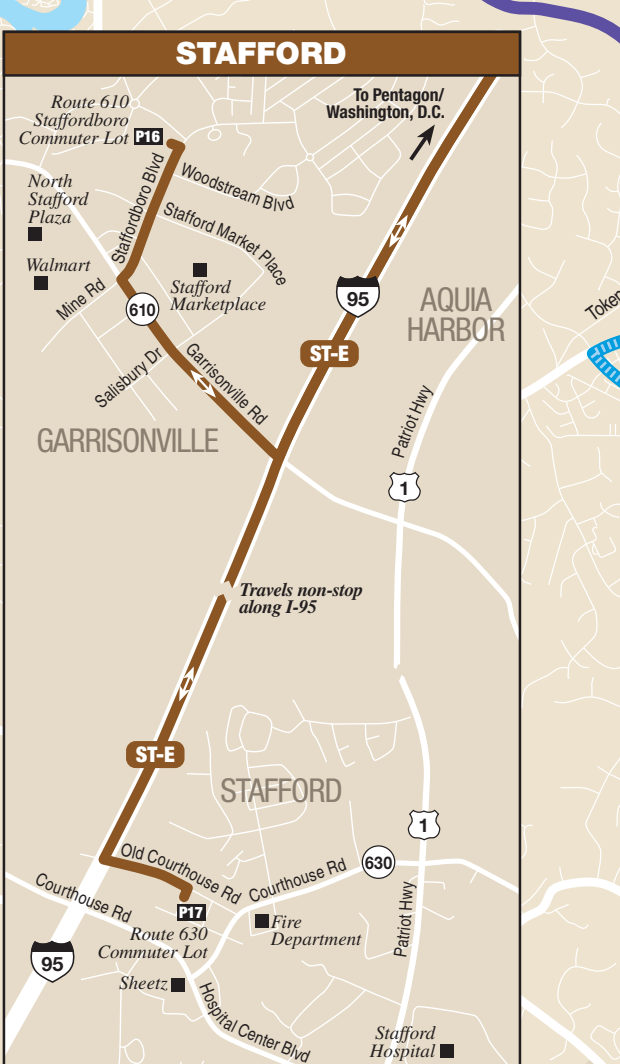 STAFFORD
Route 610
Staffordboro
Commuter Lot P16
To Pentagon/
Washington, D.C.
North
Stafford
Plaza
Staffordboro Blvd
Woodstream Blvd
Stafford Market Place
Walmart
Stafford
Marketplace
Mine Rd
610
95
AQUIA
HARBOR
ST-E
Salisbury Dr
Garrisonville Rd
Patriot Hwy
GARRISONVILLE
1
Travels non-stop
along I-95
ST-E
STAFFORD
1
Old Courthouse Rd
Courthouse Rd
630
Courthouse Rd
P17
Route 630
Commuter Lot
Fire
Department
Patriot Hwy
95
Sheetz
Hospital Center Blvd
Stafford
Hospital